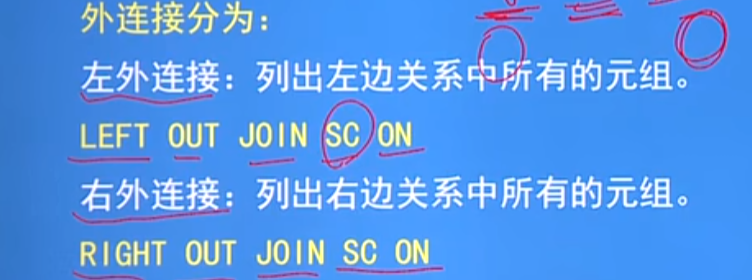 外连接分为：
左外连接：列出左边关系中所有的元组。
LEFT OUT JOIN SC ON
右外连接：列出右边关系中所有的元组。
RIGHT OUT JOIN SC ON